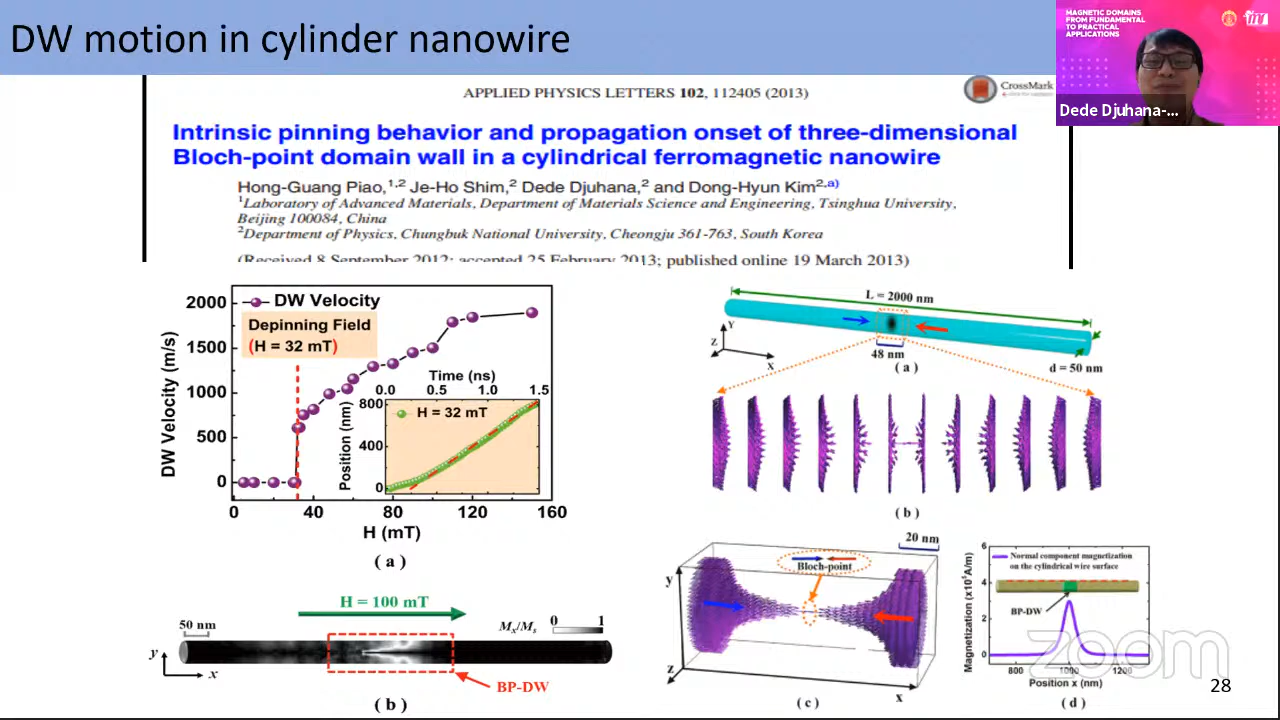 DW motion in cylinder nanowire
MAGNETIC DOMAINS
FROM FUNDAMENTAL
TO PRACTICAL
APPLICATIONS
Dede Djuhana-...
APPLIED PHYSICS LETTERS 102, 112405 (2013)
CrossMark
Intrinsic pinning behavior and propagation onset of three-dimensional
Bloch-point domain wall in a cylindrical ferromagnetic nanowire
Hong-Guang Piao,1,2 Je-Ho Shim,2 Dede Djuhana,2 and Dong-Hyun Kim2,a)
1Laboratory of Advanced Materials, Department of Materials Science and Engineering, Tsinghua University,
Beijing 100084, China
2Department of Physics, Chungbuk National University, Cheongju 361-763, South Korea
(Received 8 September 2012; accepted 25 February 2013; published online 19 March 2013)
DW Velocity (m/s)
2000
1500
1000
500
0
DW Velocity
Depinning Field
(H = 32 mT)
Time (ns)
0.0 0.5 1.0 1.5
Position (nm)
800
400
0
H = 32 mT
0 40 80 120 160
H (mT)
( a )
H = 100 mT
50 nm
Mx/Ms
0 1
y
x
BP-DW
( b )
L = 2000 nm
Y
Z
X
48 nm
( a )
d = 50 nm
( b )
20 nm
Bloch-point
y
z
x
( c )
Magnetization (x10^5A/m)
6
4
2
0
Normal component magnetization
on the cylindrical wire surface
BP-DW
800 1000 1200
Position x (nm)
( d )
zoom
28